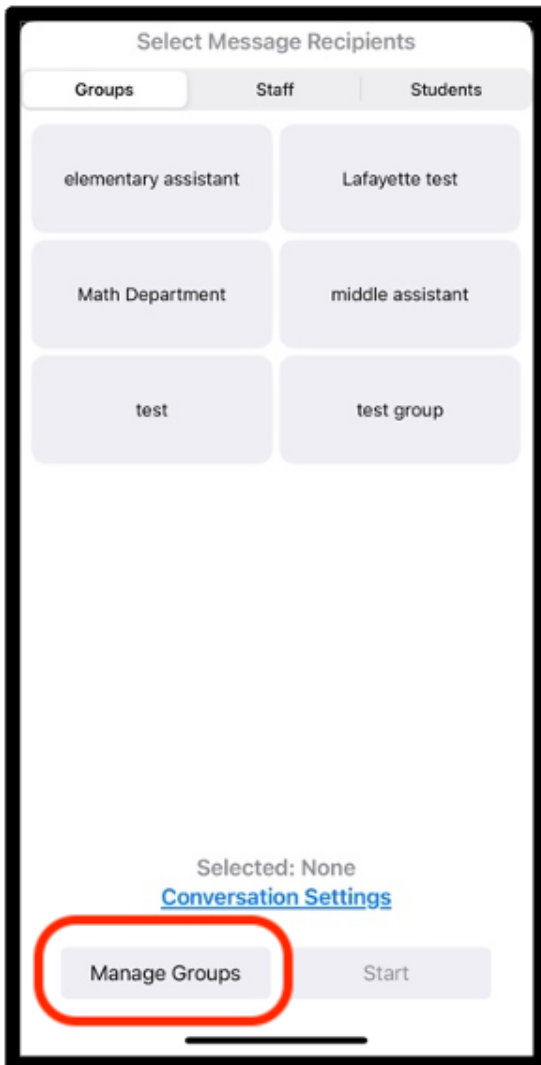 Select Message Recipients
Groups Staff Students
elementary assistant Lafayette test
Math Department middle assistant
test test group
Selected: None
Conversation Settings
Manage Groups Start